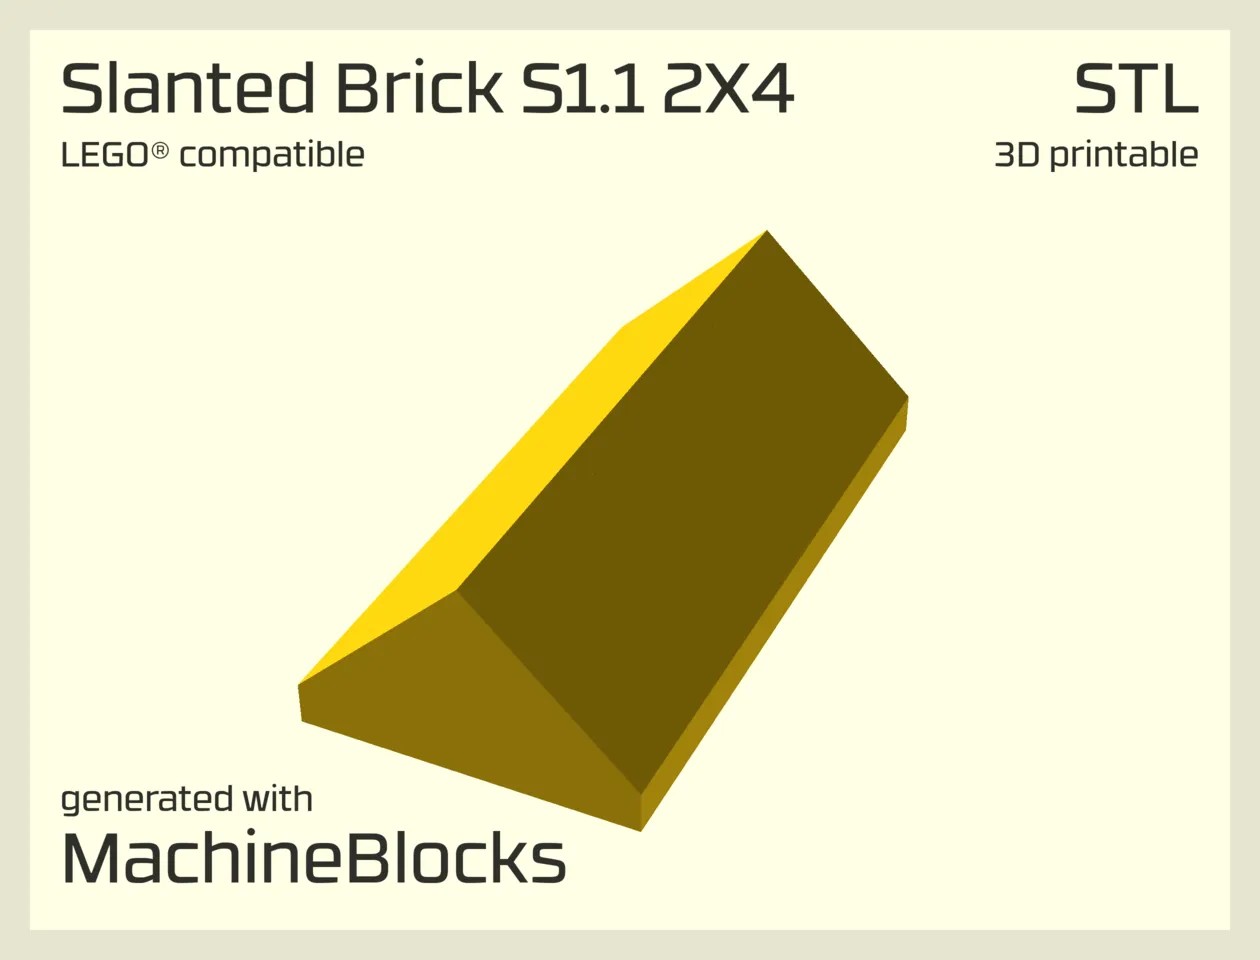 Slanted Brick S1.1 2X4
STL
LEGO® compatible
3D printable
generated with
MachineBlocks